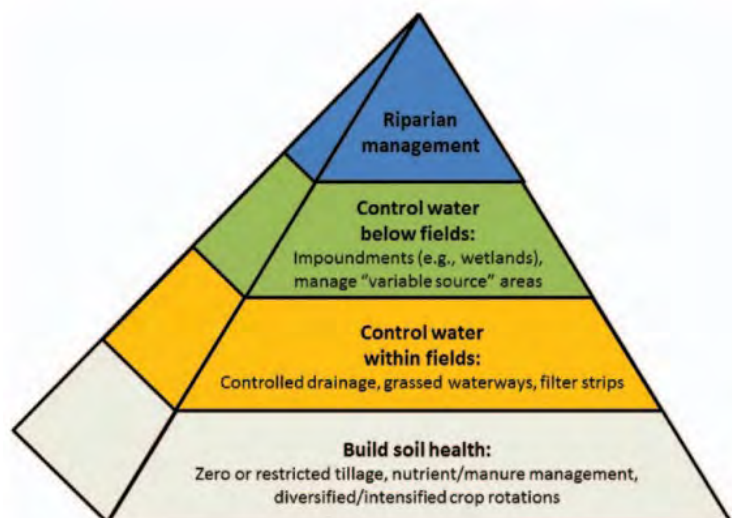 Riparian
management
Control water
below fields:
Impoundments (e.g., wetlands),
manage “variable source” areas
Control water
within fields:
Controlled drainage, grassed waterways, filter strips
Build soil health:
Zero or restricted tillage, nutrient/manure management,
diversified/intensified crop rotations